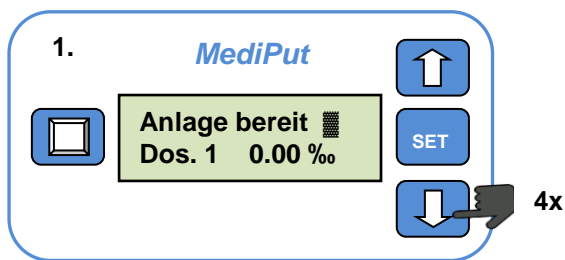 1.
MediPut
Anlage bereit ▓
Dos. 1 0.00 ‰
SET
4x